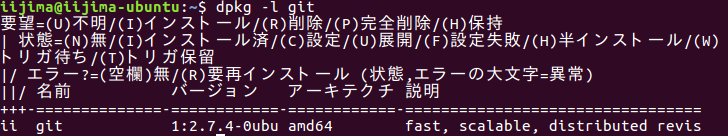 iijima@iijima-ubuntu:~$ dpkg -l git
要望=(U)不明/(I)インストール/(R)削除/(P)完全削除/(H)保持
| 状態=(N)無/(I)インストール済/(C)設定/(U)展開/(F)設定失敗/(H)半インストール/(W)
トリガ待ち/(T)トリガ保留
|/ エラー?=(空欄)無/(R)要再インストール (状態,エラーの大文字=異常)
||/ 名前           バージョン   アーキテクチ 説明
+++-==============-============-============-=================================
ii  git            1:2.7.4-0ubu amd64        fast, scalable, distributed revis